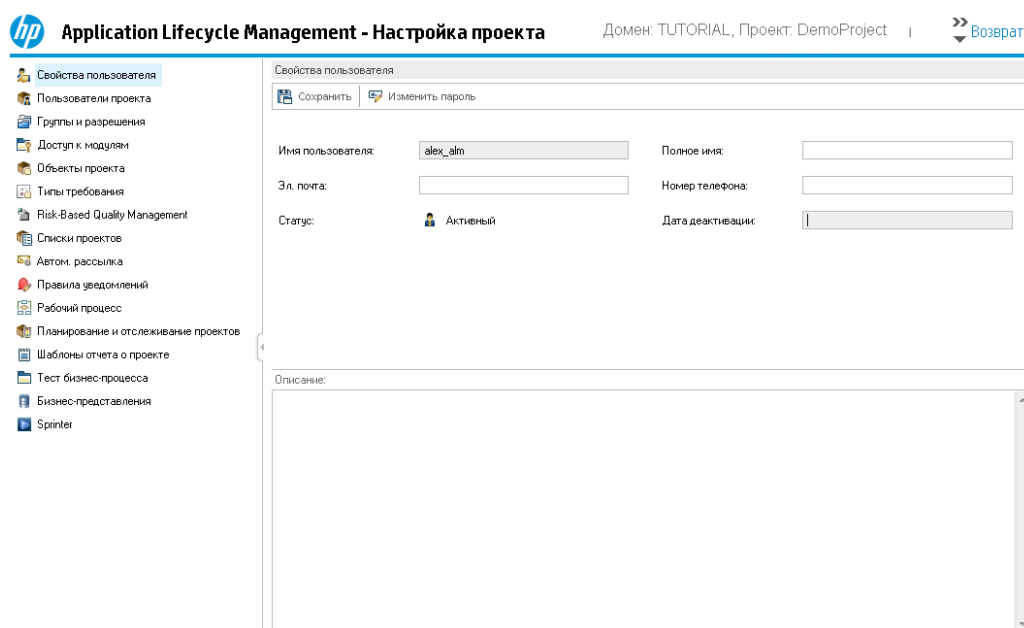 hp Application Lifecycle Management - Настройка проекта Домен: TUTORIAL, Проект: DemoProject | Возврат
Свойства пользователя
Пользователи проекта
Группы и разрешения
Доступ к модулям
Объекты проекта
Типы требования
Risk-Based Quality Management
Списки проектов
Автом. рассылка
Правила уведомлений
Рабочий процесс
Планирование и отслеживание проектов
Шаблоны отчета о проекте
Тест бизнес-процесса
Бизнес-представления
Sprinter
Свойства пользователя
Сохранить Изменить пароль
Имя пользователя: alex_alm Полное имя:
Эл. почта: Номер телефона:
Статус: Активный Дата деактивации:
Описание: